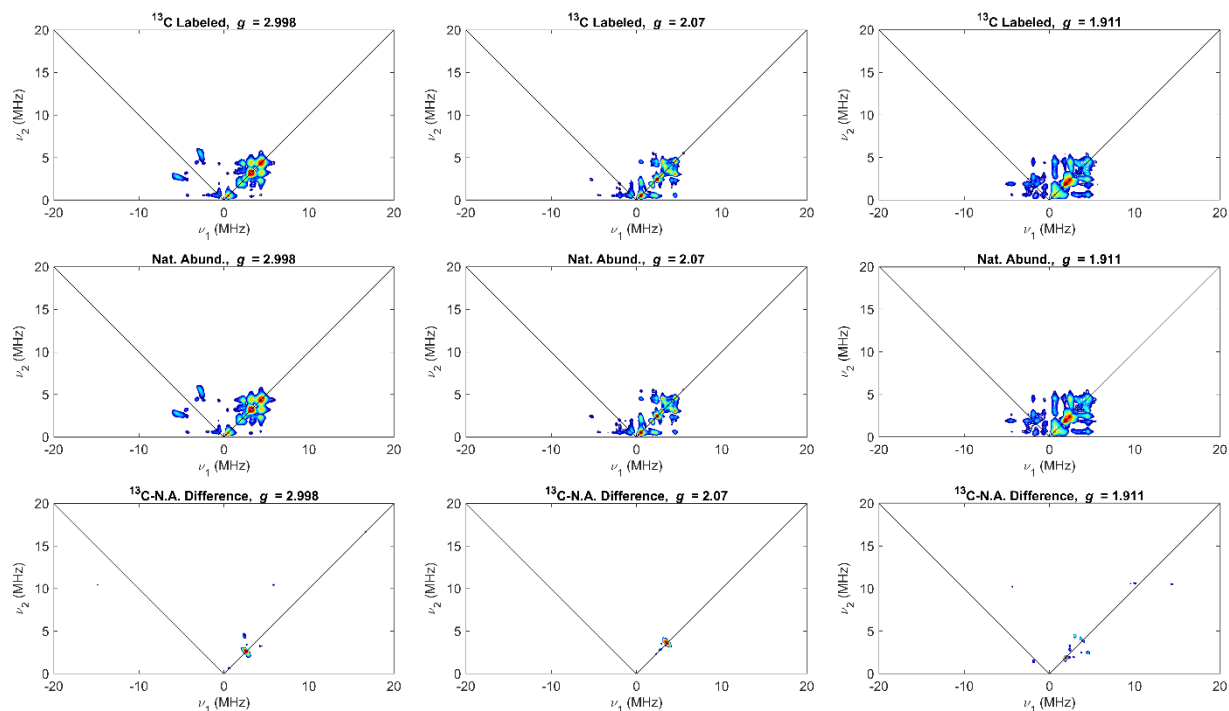 ¹³C Labeled, g = 2.998
¹³C Labeled, g = 2.07
¹³C Labeled, g = 1.911
20
15
10
5
0
ν₂ (MHz)
-20 -10 0 10 20
ν₁ (MHz)
20
15
10
5
0
ν₂ (MHz)
-20 -10 0 10 20
ν₁ (MHz)
20
15
10
5
0
ν₂ (MHz)
-20 -10 0 10 20
ν₁ (MHz)
Nat. Abund., g = 2.998
Nat. Abund., g = 2.07
Nat. Abund., g = 1.911
20
15
10
5
0
ν₂ (MHz)
-20 -10 0 10 20
ν₁ (MHz)
20
15
10
5
0
ν₂ (MHz)
-20 -10 0 10 20
ν₁ (MHz)
20
15
10
5
0
ν₂ (MHz)
-20 -10 0 10 20
ν₁ (MHz)
¹³C-N.A. Difference, g = 2.998
¹³C-N.A. Difference, g = 2.07
¹³C-N.A. Difference, g = 1.911
20
15
10
5
0
ν₂ (MHz)
-20 -10 0 10 20
ν₁ (MHz)
20
15
10
5
0
ν₂ (MHz)
-20 -10 0 10 20
ν₁ (MHz)
20
15
10
5
0
ν₂ (MHz)
-20 -10 0 10 20
ν₁ (MHz)